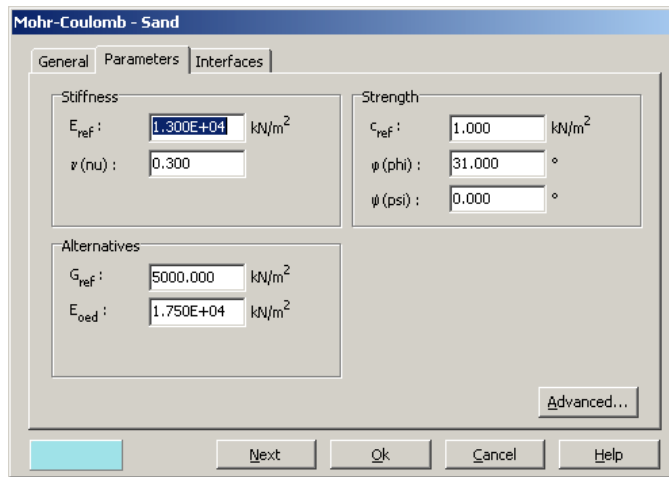 Mohr-Coulomb - Sand
General Parameters Interfaces
Stiffness
E_ref : 1.300E+04 kN/m²
ν (nu) : 0.300
Strength
c_ref : 1.000 kN/m²
φ (phi) : 31.000 °
ψ (psi) : 0.000 °
Alternatives
G_ref : 5000.000 kN/m²
E_oed : 1.750E+04 kN/m²
Advanced...
Next Ok Cancel Help